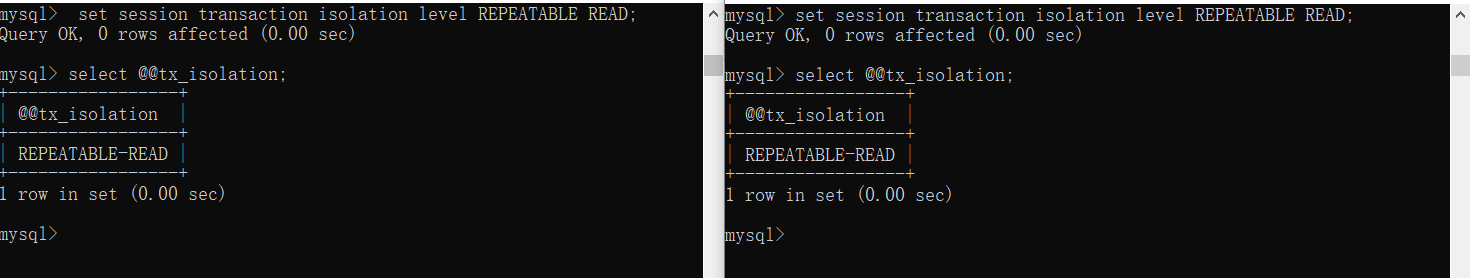 mysql>  set session transaction isolation level REPEATABLE READ;
Query OK, 0 rows affected (0.00 sec)
mysql> select @@tx_isolation;
+-----------------+
| @@tx_isolation  |
+-----------------+
| REPEATABLE-READ |
+-----------------+
1 row in set (0.00 sec)
mysql>
mysql> set session transaction isolation level REPEATABLE READ;
Query OK, 0 rows affected (0.00 sec)
mysql> select @@tx_isolation;
+-----------------+
| @@tx_isolation  |
+-----------------+
| REPEATABLE-READ |
+-----------------+
1 row in set (0.00 sec)
mysql>